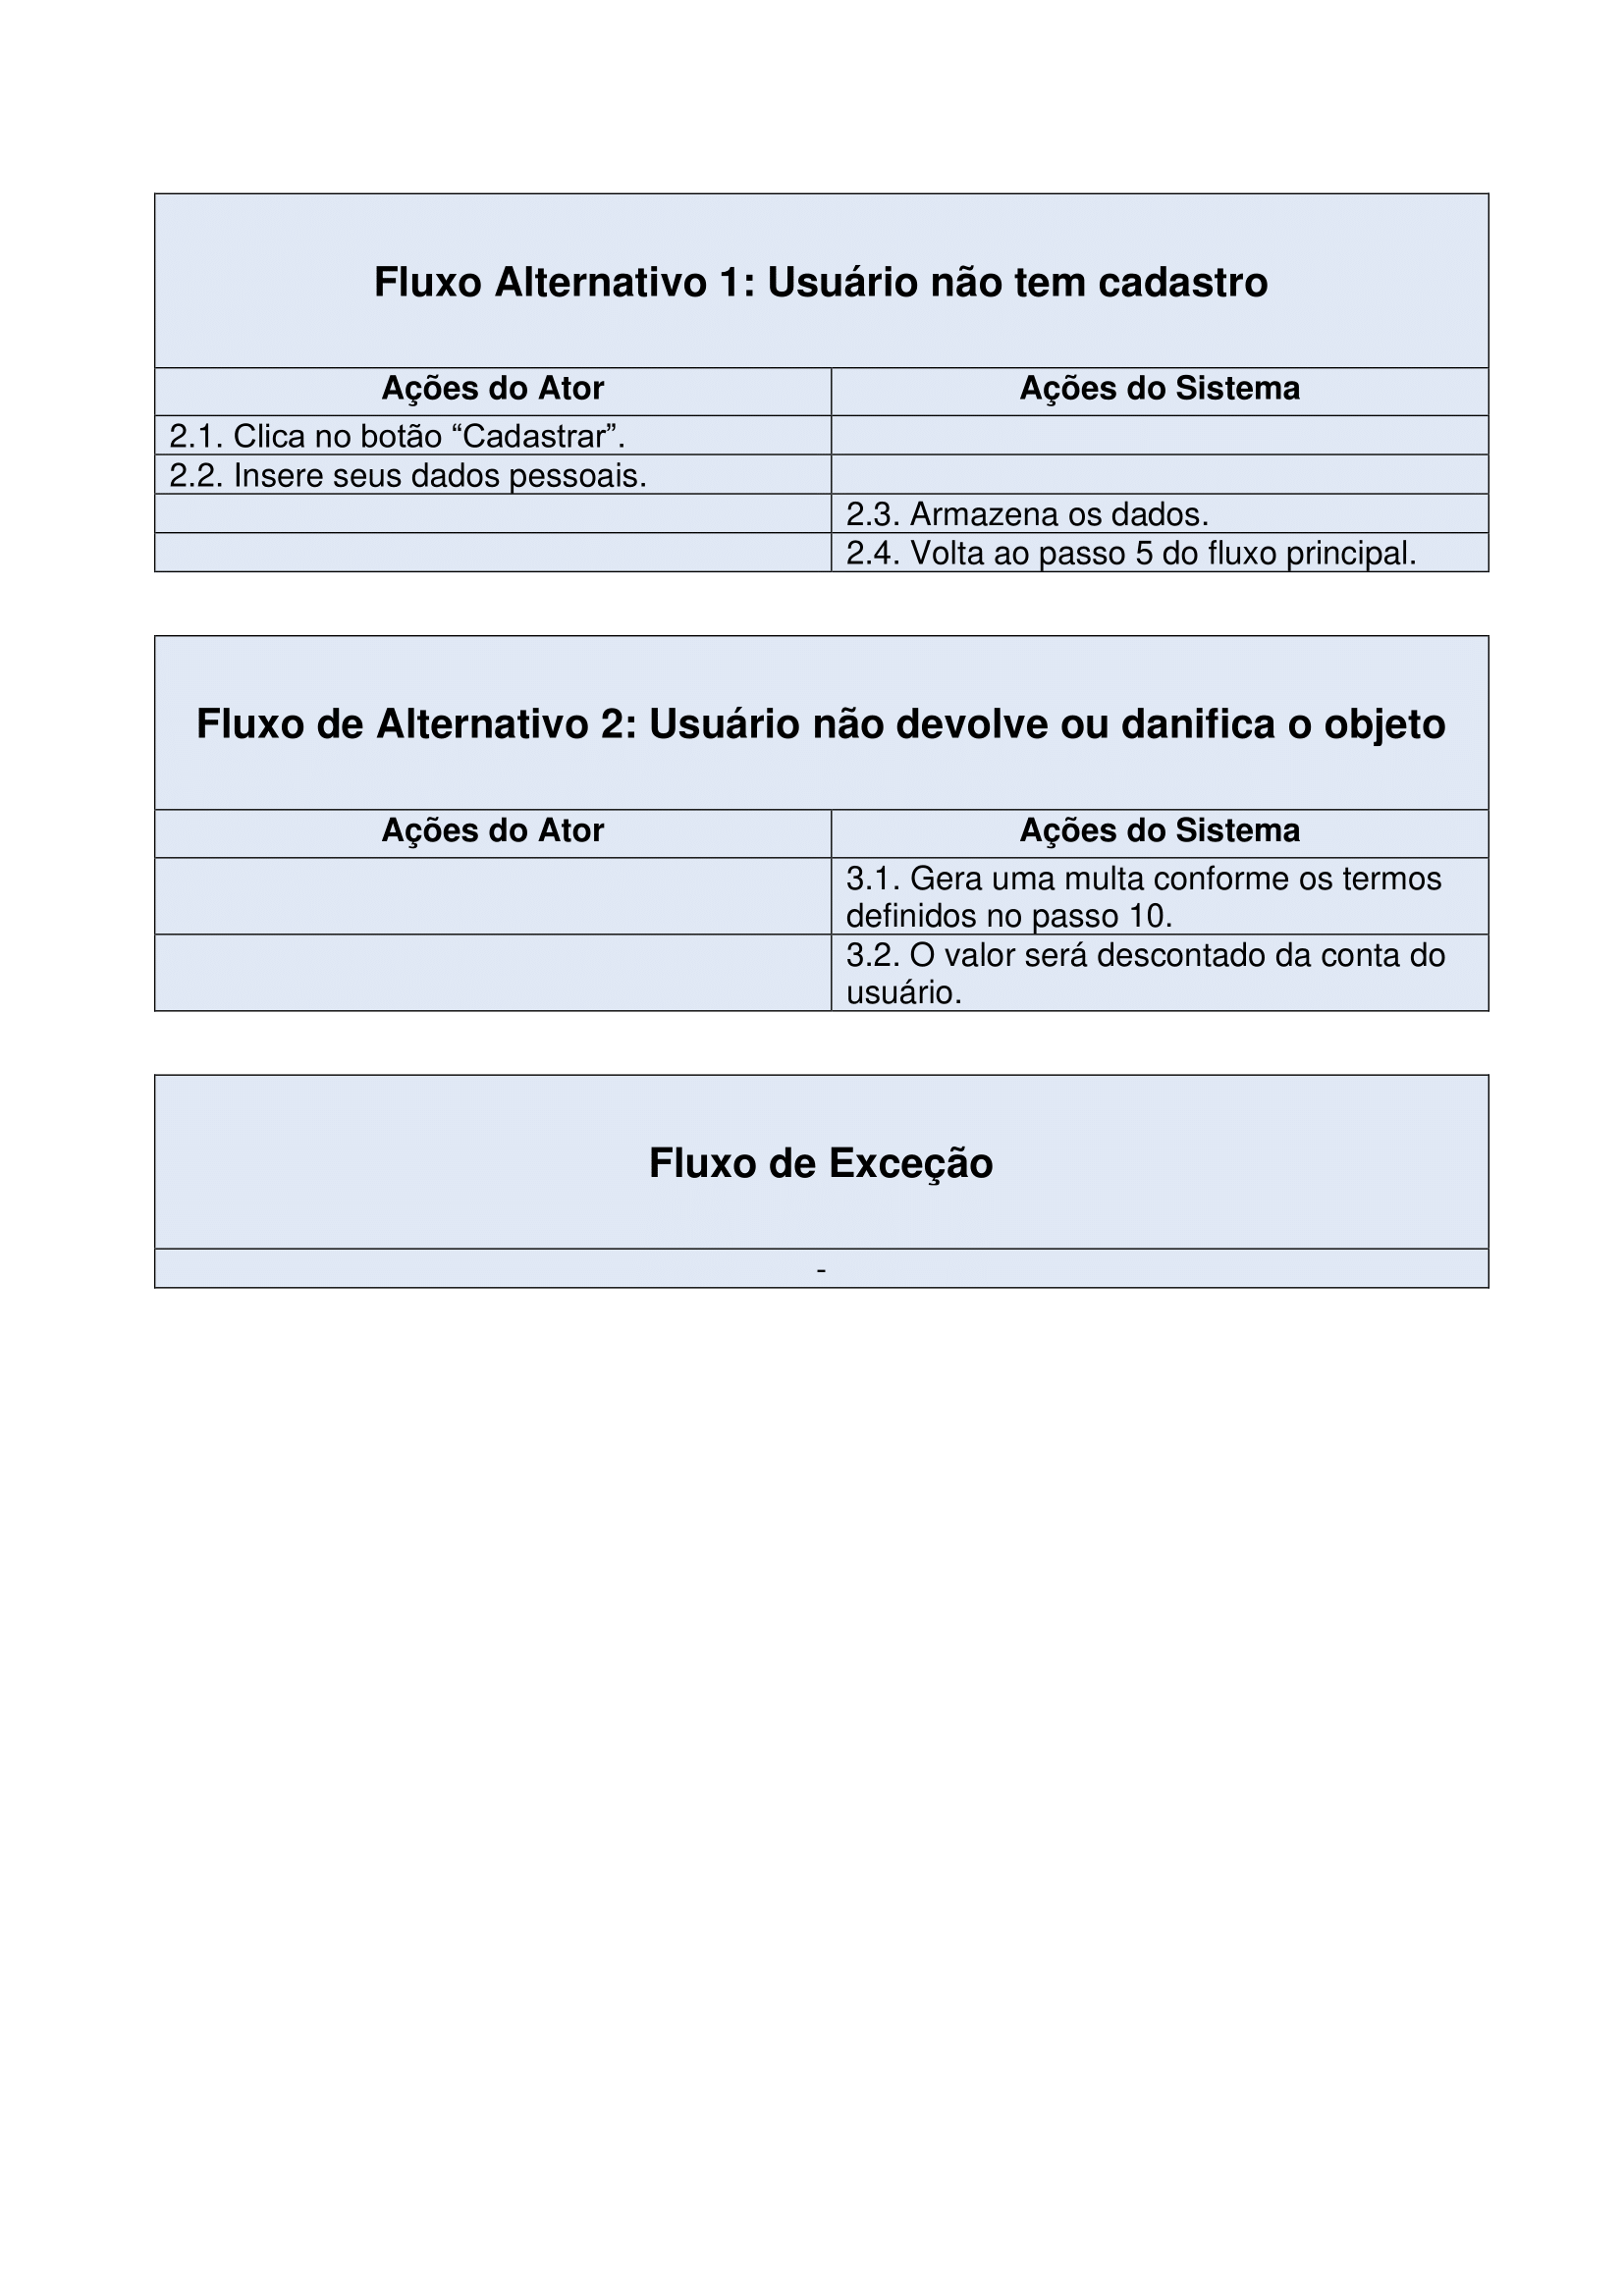 Fluxo Alternativo 1: Usuário não tem cadastro
Ações do Ator
Ações do Sistema
2.1. Clica no botão “Cadastrar”.
2.2. Insere seus dados pessoais.
2.3. Armazena os dados.
2.4. Volta ao passo 5 do fluxo principal.
Fluxo de Alternativo 2: Usuário não devolve ou danifica o objeto
Ações do Ator
Ações do Sistema
3.1. Gera uma multa conforme os termos
definidos no passo 10.
3.2. O valor será descontado da conta do
usuário.
Fluxo de Exceção
-